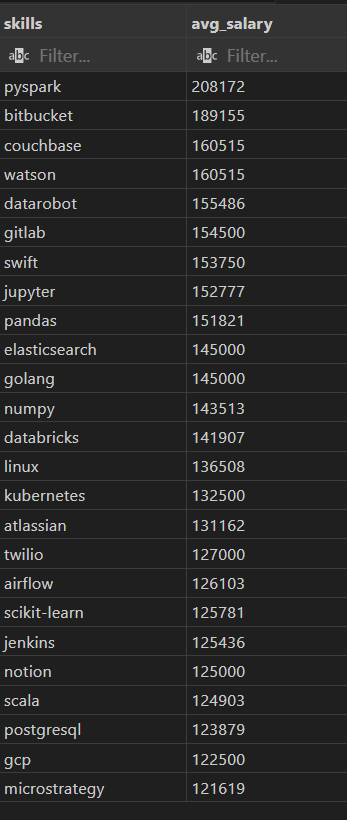 skills avg_salary
abc Filter... abc Filter...
pyspark 208172
bitbucket 189155
couchbase 160515
watson 160515
datarobot 155486
gitlab 154500
swift 153750
jupyter 152777
pandas 151821
elasticsearch 145000
golang 145000
numpy 143513
databricks 141907
linux 136508
kubernetes 132500
atlassian 131162
twilio 127000
airflow 126103
scikit-learn 125781
jenkins 125436
notion 125000
scala 124903
postgresql 123879
gcp 122500
microstrategy 121619